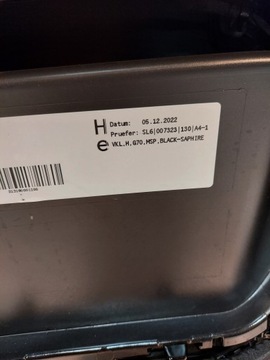 H Datum: 05.12.2022
Pruefer: SL6|007323|130|A4-1
e VKL,H,G70,MSP,BLACK-SAPHIRE